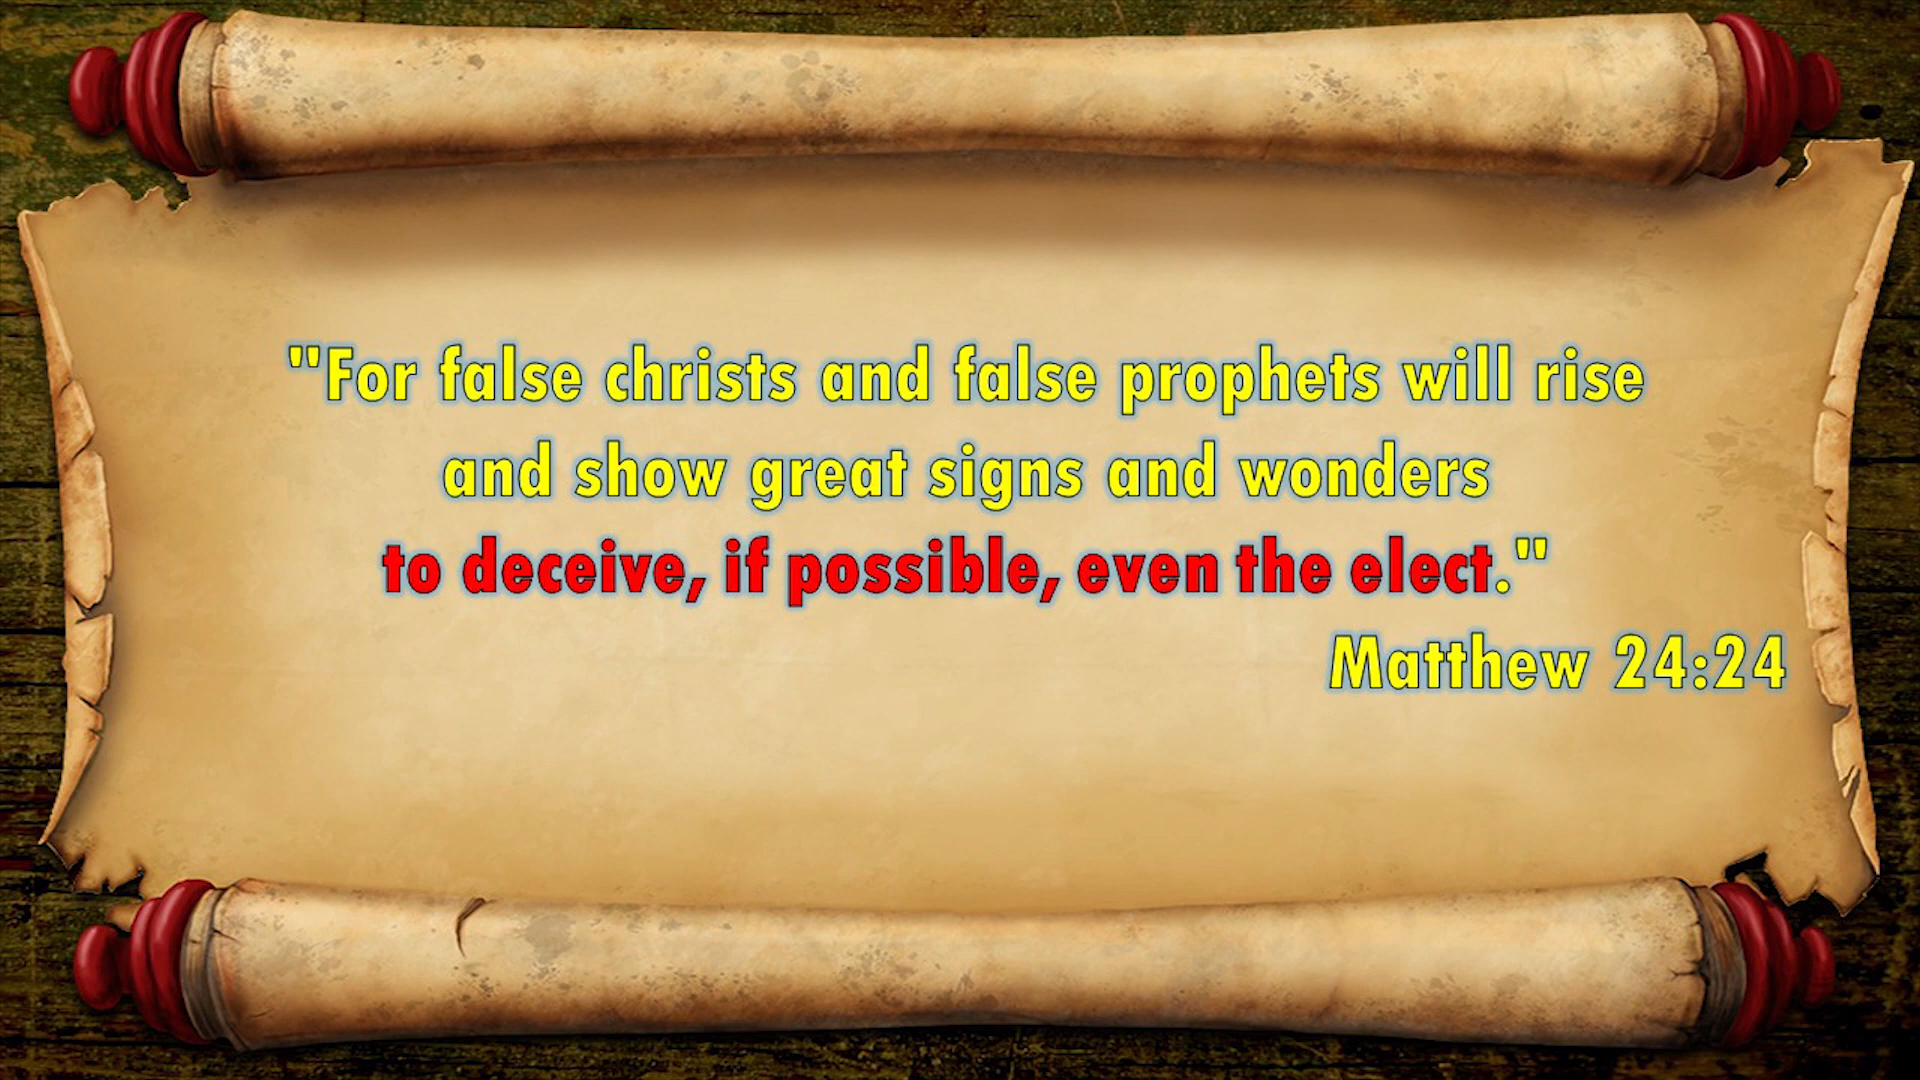 "For false christs and false prophets will rise
and show great signs and wonders
to deceive, if possible, even the elect."
Matthew 24:24